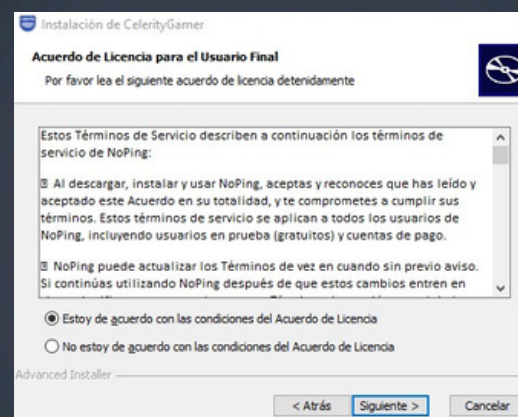 Instalación de CelerityGamer
Acuerdo de Licencia para el Usuario Final
Por favor lea el siguiente acuerdo de licencia detenidamente
Estos Términos de Servicio describen a continuación los términos de
servicio de NoPing:
Al descargar, instalar y usar NoPing, aceptas y reconoces que has leído y
aceptado este Acuerdo en su totalidad, y te comprometes a cumplir sus
términos. Estos términos de servicio se aplican a todos los usuarios de
NoPing, incluyendo usuarios en prueba (gratuitos) y cuentas de pago.
NoPing puede actualizar los Términos de vez en cuando sin previo aviso.
Si continúas utilizando NoPing después de que estos cambios entren en
Estoy de acuerdo con las condiciones del Acuerdo de Licencia
No estoy de acuerdo con las condiciones del Acuerdo de Licencia
Advanced Installer
< Atrás
Siguiente >
Cancelar